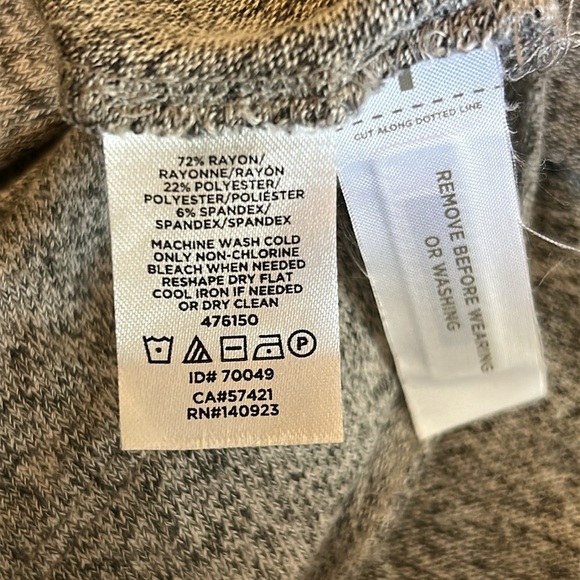 72% RAYON/
RAYONNE/RAYÓN
22% POLYESTER/
POLYESTER/POLIÉSTER
6% SPANDEX/
SPANDEX/SPANDEX
MACHINE WASH COLD
ONLY NON-CHLORINE
BLEACH WHEN NEEDED
RESHAPE DRY FLAT
COOL IRON IF NEEDED
OR DRY CLEAN
476150
P
ID# 70049
CA#57421
RN#140923
CUT ALONG DOTTED LINE
REMOVE BEFORE WEARING
OR WASHING